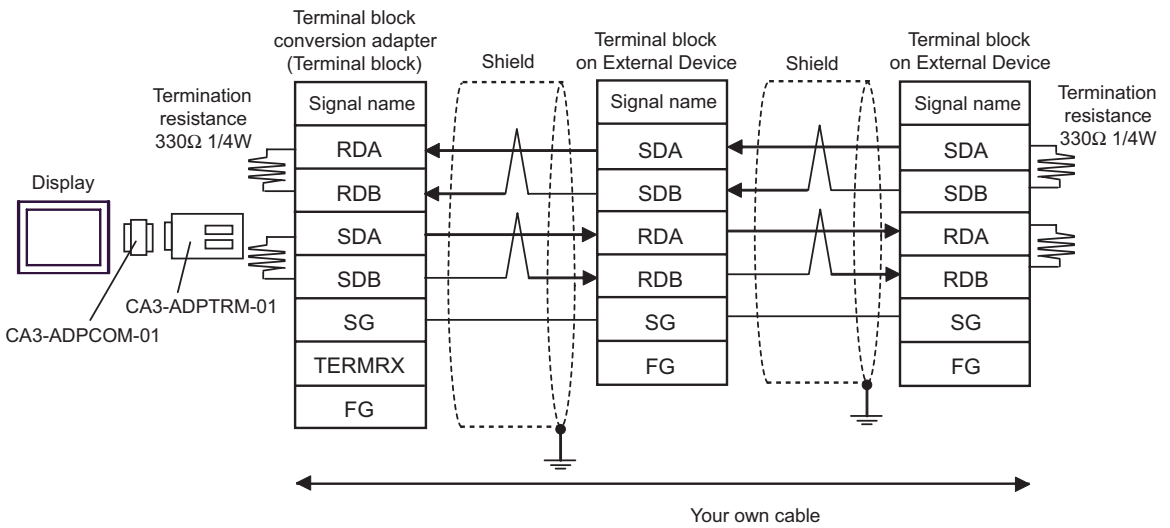 Terminal block
conversion adapter
(Terminal block)
Shield
Terminal block
on External Device
Shield
Terminal block
on External Device
Termination
resistance
330Ω 1/4W
Display
CA3-ADPTRM-01
CA3-ADPCOM-01
Signal name
RDA
RDB
SDA
SDB
SG
TERMRX
FG
Signal name
SDA
SDB
RDA
RDB
SG
FG
Signal name
SDA
SDB
RDA
RDB
SG
FG
Termination
resistance
330Ω 1/4W
Your own cable